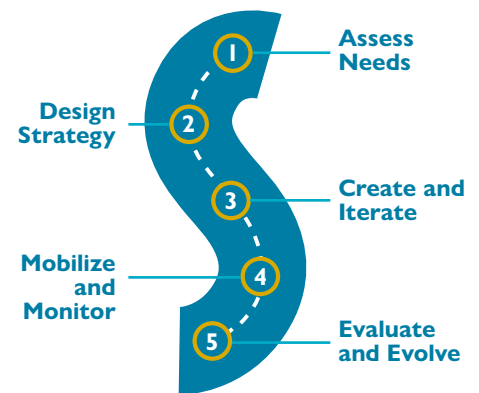 1
Assess
Needs
Design
Strategy
2
3
Create and
Iterate
Mobilize
and
Monitor
4
5
Evaluate
and Evolve